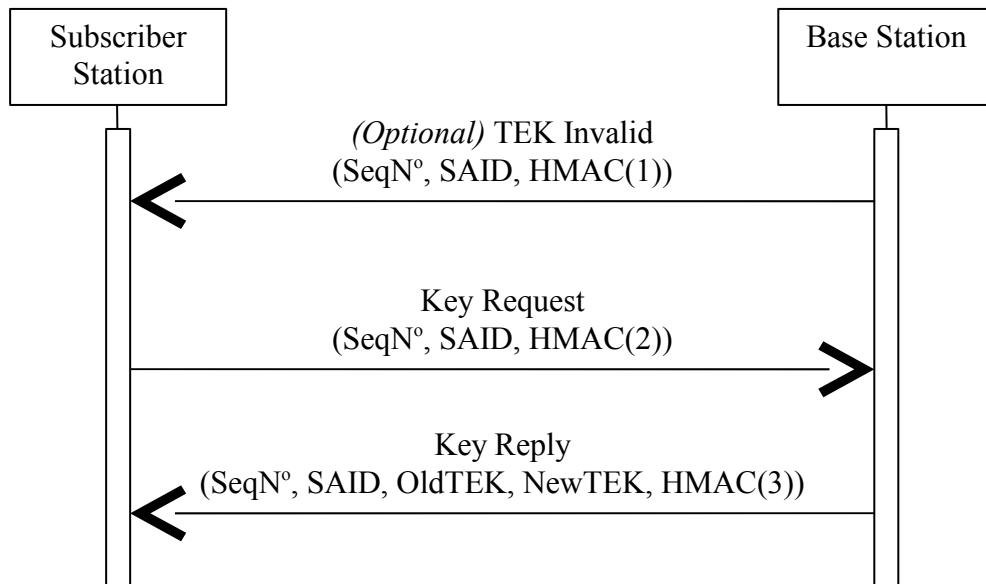 Subscriber
Station
Base Station
(Optional) TEK Invalid
(SeqNº, SAID, HMAC(1))
Key Request
(SeqNº, SAID, HMAC(2))
Key Reply
(SeqNº, SAID, OldTEK, NewTEK, HMAC(3))